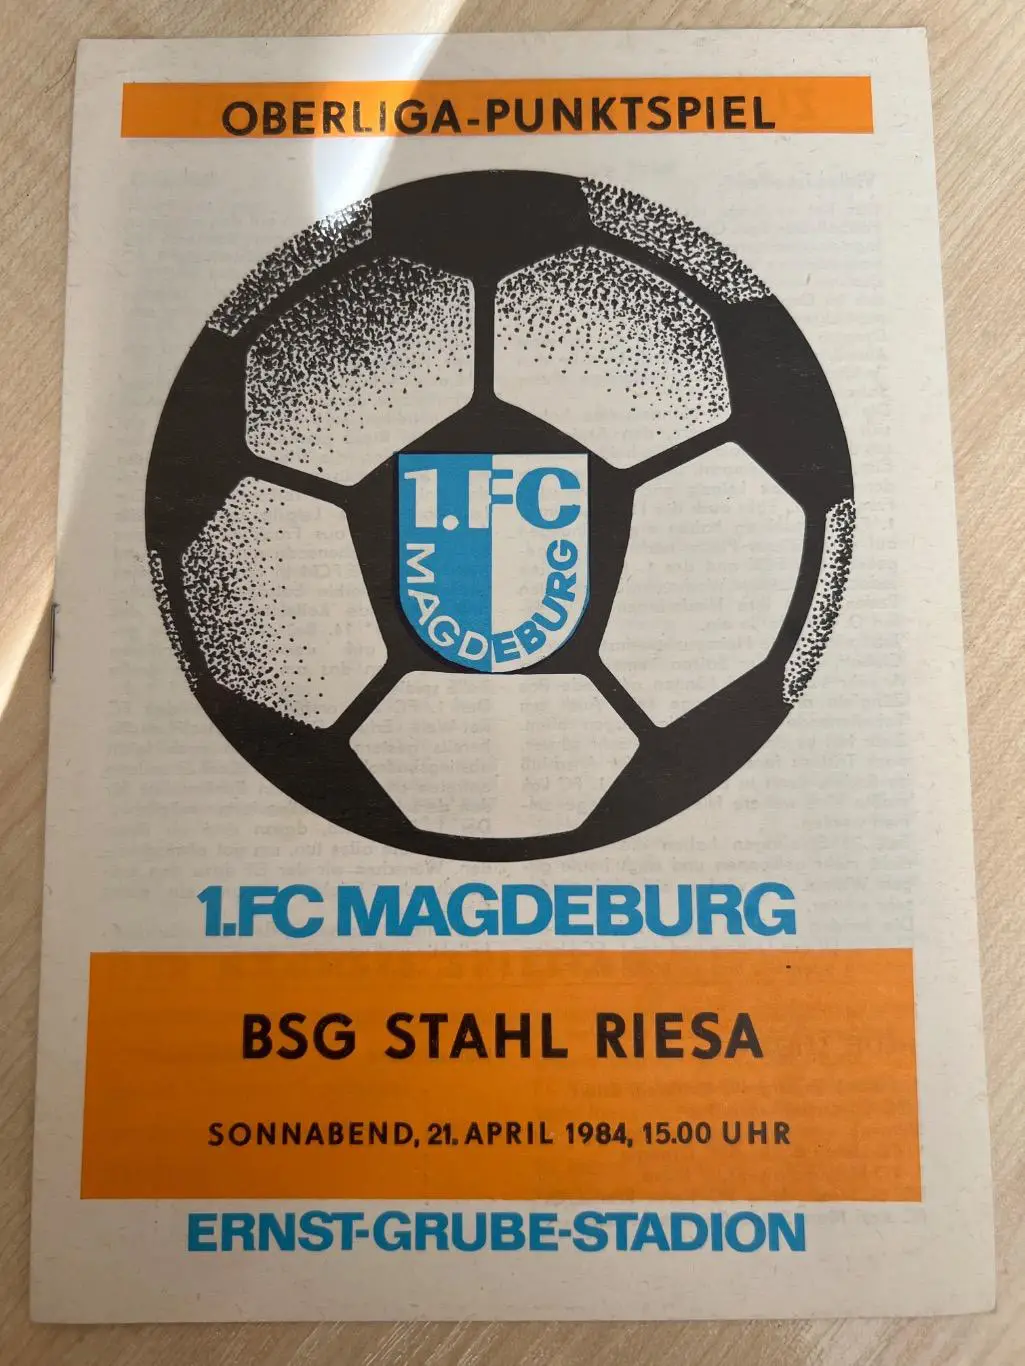 OBERLIGA-PUNKTSPIEL
1.FC
MAGDEBURG
1.FC MAGDEBURG
BSG STAHL RIESA
SONNABEND, 21. APRIL 1984, 15.00 UHR
ERNST-GRUBE-STADION